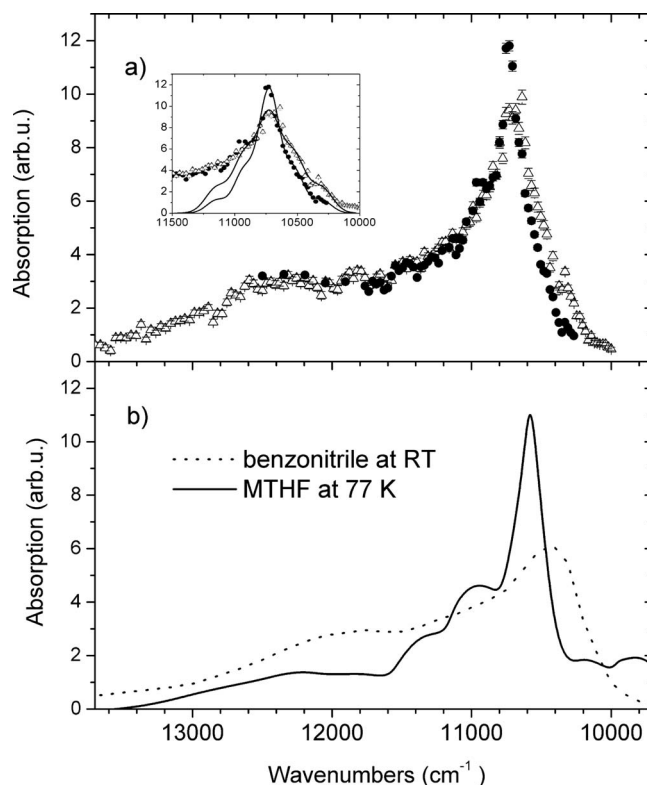 12
10
8
6
4
2
0
Absorption (arb.u.)
a)
12
10
8
6
4
2
0
11500 11000 10500 10000
b)
benzonitrile at RT
MTHF at 77 K
12
10
8
6
4
2
0
Absorption (arb.u.)
13000 12000 11000 10000
Wavenumbers (cm⁻¹)